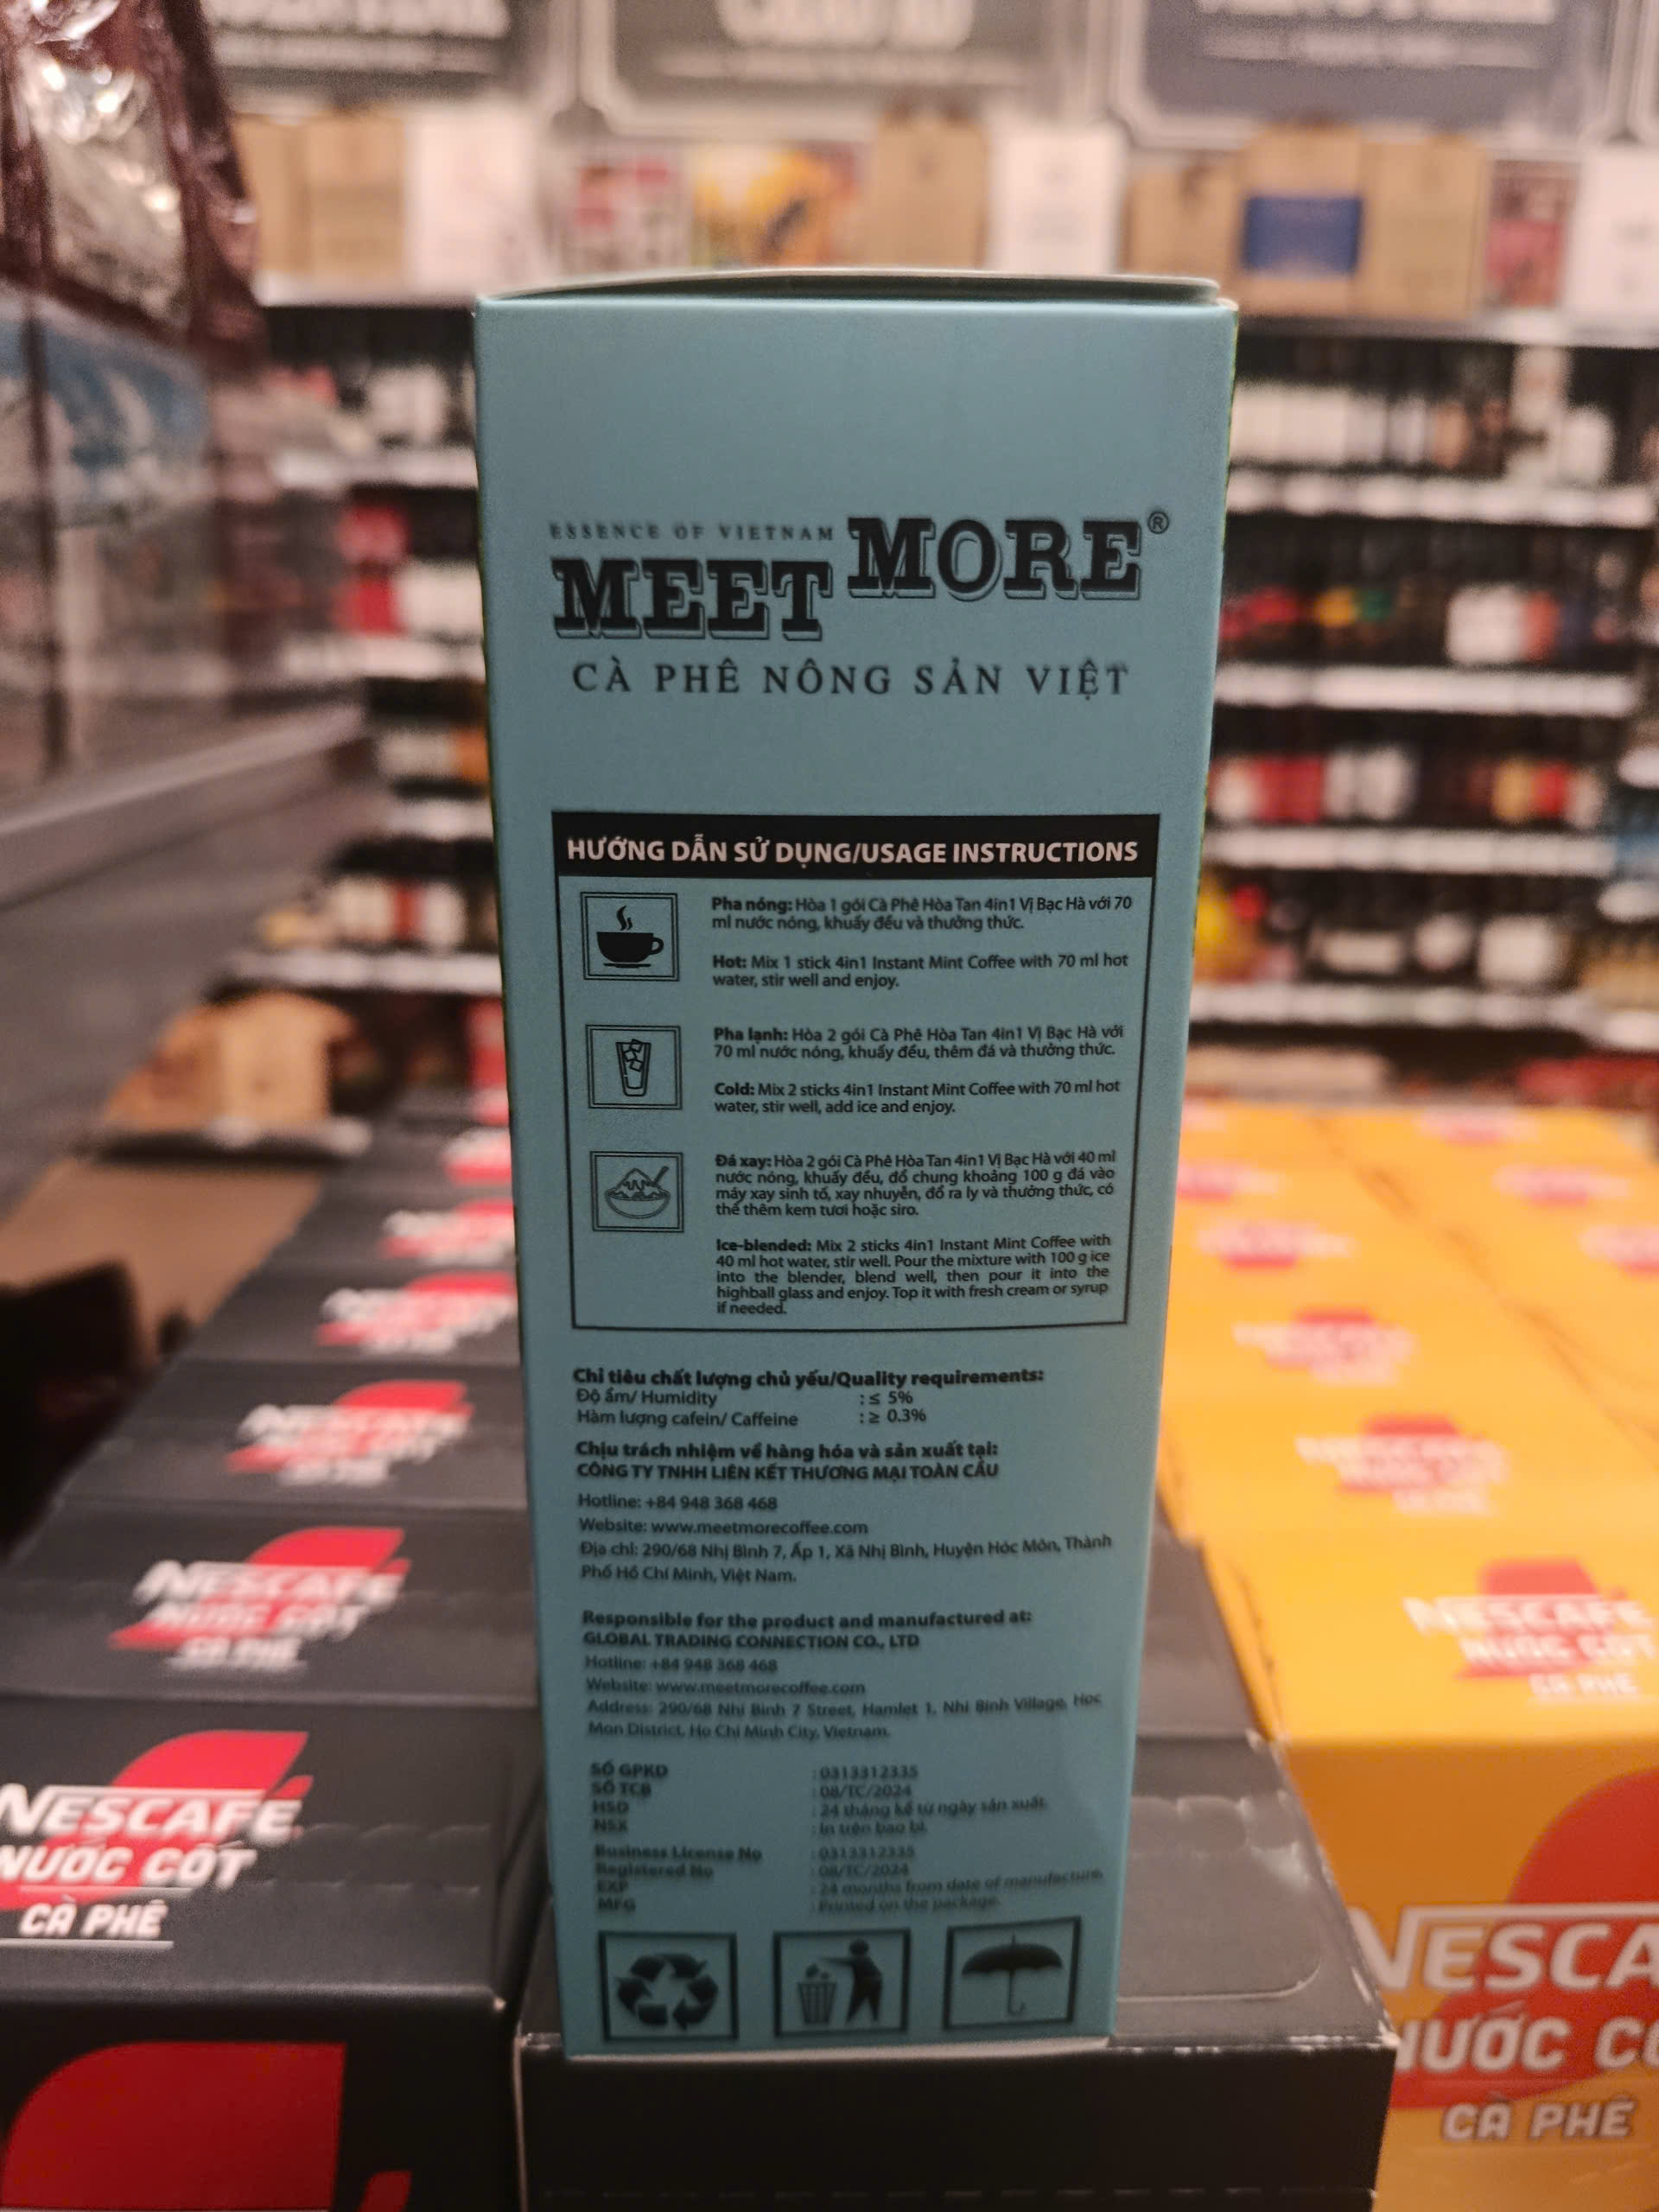 ESSENCE OF VIETNAM
MEET MORE®
CÀ PHÊ NÔNG SẢN VIỆT
HƯỚNG DẪN SỬ DỤNG/USAGE INSTRUCTIONS
Pha nóng: Hòa 1 gói Cà Phê Hòa Tan 4in1 Vị Bạc Hà với 70
ml nước nóng, khuấy đều và thưởng thức.
Hot: Mix 1 stick 4in1 Instant Mint Coffee with 70 ml hot
water, stir well and enjoy.
Pha lạnh: Hòa 2 gói Cà Phê Hòa Tan 4in1 Vị Bạc Hà với
70 ml nước nóng, khuấy đều, thêm đá và thưởng thức.
Cold: Mix 2 sticks 4in1 Instant Mint Coffee with 70 ml hot
water, stir well, add ice and enjoy.
Đá xay: Hòa 2 gói Cà Phê Hòa Tan 4in1 Vị Bạc Hà với 40 ml
nước nóng, khuấy đều, đổ chung khoảng 100 g đá vào
máy xay sinh tố, xay nhuyễn, đổ ra ly và thưởng thức, có
thể thêm kem tươi hoặc siro.
Ice-blended: Mix 2 sticks 4in1 Instant Mint Coffee with
40 ml hot water, stir well. Pour the mixture with 100 g ice
into the blender, blend well, then pour it into the
highball glass and enjoy. Top it with fresh cream or syrup
if needed.
Chỉ tiêu chất lượng chủ yếu/Quality requirements:
Độ ẩm/ Humidity : ≤ 5%
Hàm lượng cafein/ Caffeine : ≥ 0.3%
Chịu trách nhiệm về hàng hóa và sản xuất tại:
CÔNG TY TNHH LIÊN KẾT THƯƠNG MẠI TOÀN CẦU
Hotline: +84 948 368 468
Website: www.meetmorecoffee.com
Địa chỉ: 290/68 Nhị Bình 7, Ấp 1, Xã Nhị Bình, Huyện Hóc Môn, Thành
Phố Hồ Chí Minh, Việt Nam.
Responsible for the product and manufactured at:
GLOBAL TRADING CONNECTION CO., LTD
Hotline: +84 948 368 468
Website: www.meetmorecoffee.com
Address: 290/68 Nhi Binh 7 Street, Hamlet 1, Nhi Binh Village, Hoc
Mon District, Ho Chi Minh City, Vietnam.
SỐ GPKD : 0313312335
SỐ TCB : 08/TC/2024
HSD : 24 tháng kể từ ngày sản xuất.
NSX : In trên bao bì.
Business License No : 0313312335
Registered No : 08/TC/2024
EXP : 24 months from date of manufacture.
MFG : Printed on the package.
NESCAFÉ
NƯỚC CỐT
CÀ PHÊ
NESCAFÉ
NƯỚC CỐT
CÀ PHÊ
NESCAFÉ
NƯỚC CỐT
CÀ PHÊ
NESCA
NƯỚC CỐ
CÀ PHÊ